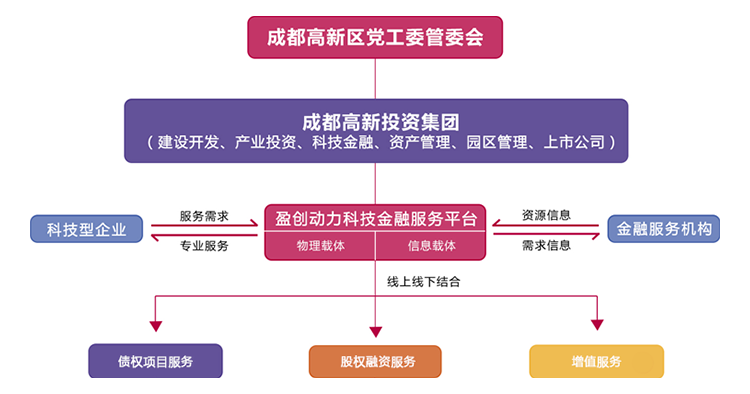 成都高新区党工委管委会
成都高新投资集团
（建设开发、产业投资、科技金融、资产管理、园区管理、上市公司）
科技型企业
服务需求
专业服务
盈创动力科技金融服务平台
物理载体
信息载体
资源信息
需求信息
金融服务机构
线上线下结合
债权项目服务
股权融资服务
增值服务